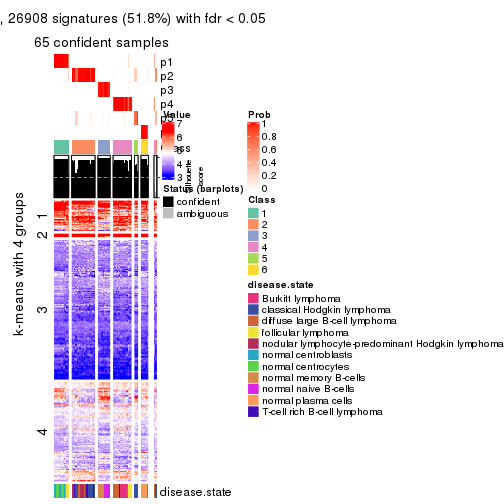 , 26908 signatures (51.8%) with fdr < 0.05
65 confident samples
p1
p2
p3
p4
k-means with 4 groups
1
2
3
4
Value
7
6
5
4
3
Status (barplots)
confident
ambiguous
Silhouette
score
Prob
1
0.8
0.6
0.4
0.2
0
Class
1
2
3
4
5
6
disease.state
Burkitt lymphoma
classical Hodgkin lymphoma
diffuse large B-cell lymphoma
follicular lymphoma
nodular lymphocyte-predominant Hodgkin lymphoma
normal centroblasts
normal centrocytes
normal memory B-cells
normal naive B-cells
normal plasma cells
T-cell rich B-cell lymphoma
disease.state